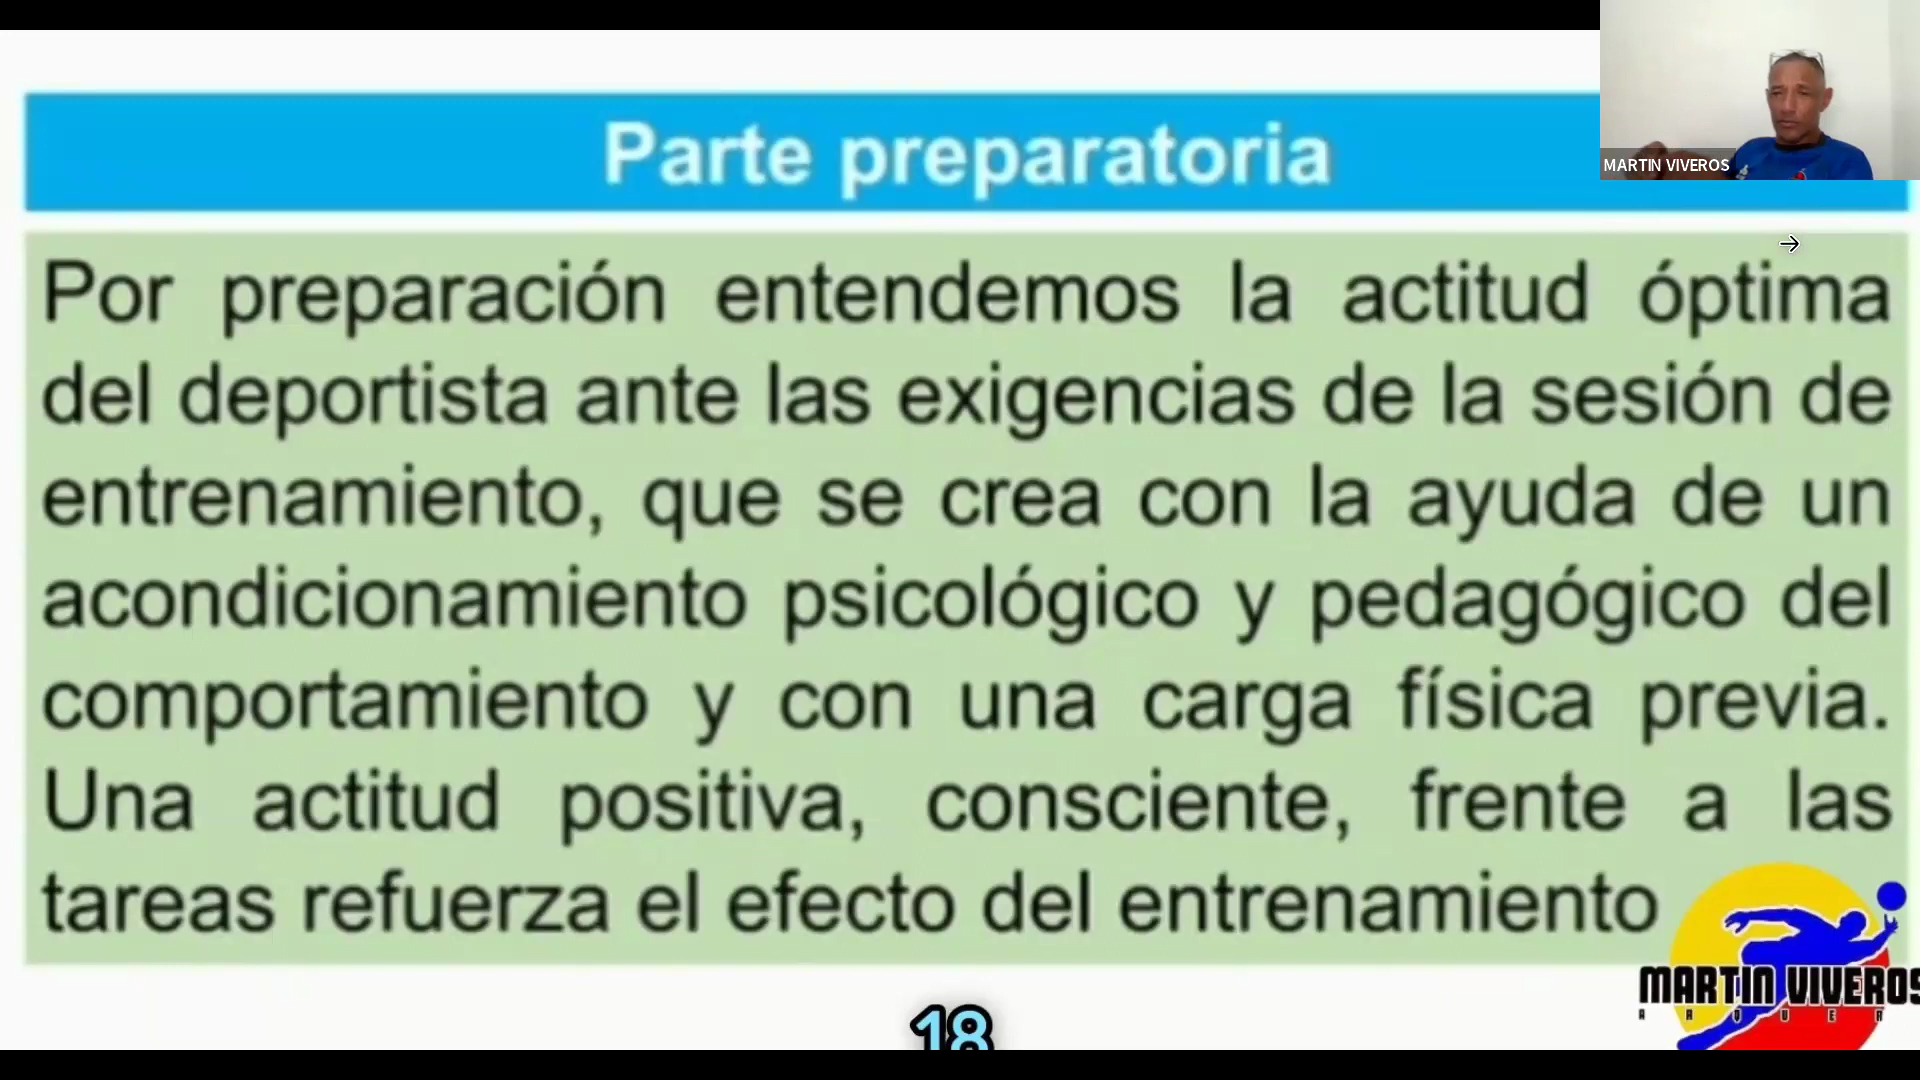 Parte preparatoria
MARTIN VIVEROS
Por preparación entendemos la actitud óptima
del deportista ante las exigencias de la sesión de
entrenamiento, que se crea con la ayuda de un
acondicionamiento psicológico y pedagógico del
comportamiento y con una carga física previa.
Una actitud positiva, consciente, frente a las
tareas refuerza el efecto del entrenamiento
MARTIN VIVEROS
18